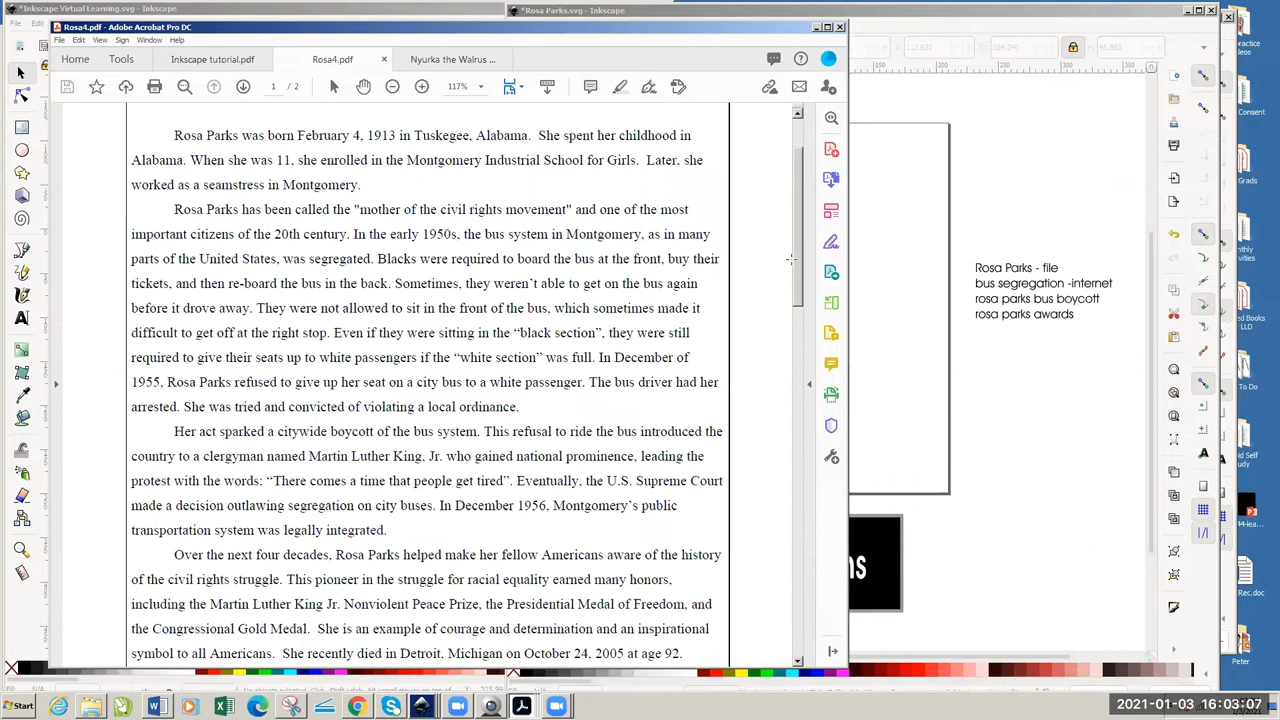 *Inkscape Virtual Learning.svg - Inkscape
*Rosa Parks.svg - Inkscape
Rosa4.pdf - Adobe Acrobat Pro DC
File Edit View Sign Window Help
Home Tools Inkscape tutorial.pdf Rosa4.pdf × Nyurka the Walrus ...
1 / 2 117%
Rosa Parks was born February 4, 1913 in Tuskegee, Alabama. She spent her childhood in
Alabama. When she was 11, she enrolled in the Montgomery Industrial School for Girls. Later, she
worked as a seamstress in Montgomery.
Rosa Parks has been called the "mother of the civil rights movement" and one of the most
important citizens of the 20th century. In the early 1950s, the bus system in Montgomery, as in many
parts of the United States, was segregated. Blacks were required to board the bus at the front, buy their
tickets, and then re-board the bus in the back. Sometimes, they weren't able to get on the bus again
before it drove away. They were not allowed to sit in the front of the bus, which sometimes made it
difficult to get off at the right stop. Even if they were sitting in the “black section”, they were still
required to give their seats up to white passengers if the “white section” was full. In December of
1955, Rosa Parks refused to give up her seat on a city bus to a white passenger. The bus driver had her
arrested. She was tried and convicted of violating a local ordinance.
Her act sparked a citywide boycott of the bus system. This refusal to ride the bus introduced the
country to a clergyman named Martin Luther King, Jr. who gained national prominence, leading the
protest with the words: “There comes a time that people get tired”. Eventually, the U.S. Supreme Court
made a decision outlawing segregation on city buses. In December 1956, Montgomery’s public
transportation system was legally integrated.
Over the next four decades, Rosa Parks helped make her fellow Americans aware of the history
of the civil rights struggle. This pioneer in the struggle for racial equality earned many honors,
including the Martin Luther King Jr. Nonviolent Peace Prize, the Presidential Medal of Freedom, and
the Congressional Gold Medal. She is an example of courage and determination and an inspirational
symbol to all Americans. She recently died in Detroit, Michigan on October 24, 2005 at age 92.
Rosa Parks - file
bus segregation -internet
rosa parks bus boycott
rosa parks awards
ns
150 200 250 300 350
Consent
Grads
To Do
Rec.doc
Peter
Start
2021-01-03 16:03:07